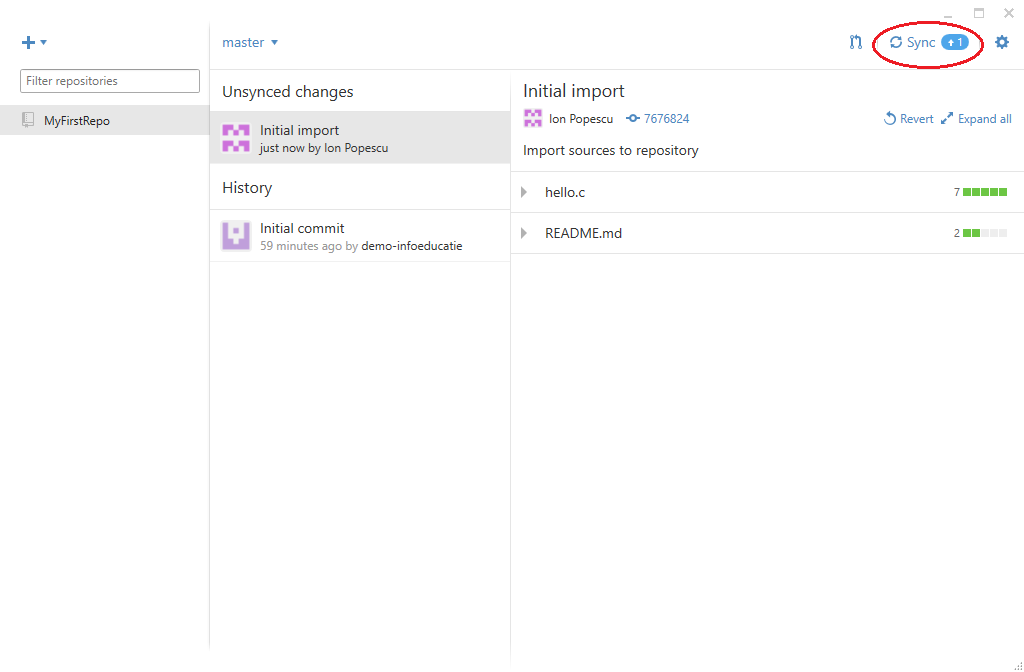 master
Sync 1
Filter repositories
MyFirstRepo
Unsynced changes
Initial import
just now by Ion Popescu
History
Initial commit
59 minutes ago by demo-infoeducatie
Initial import
Ion Popescu 7676824
Revert Expand all
Import sources to repository
hello.c 7
README.md 2